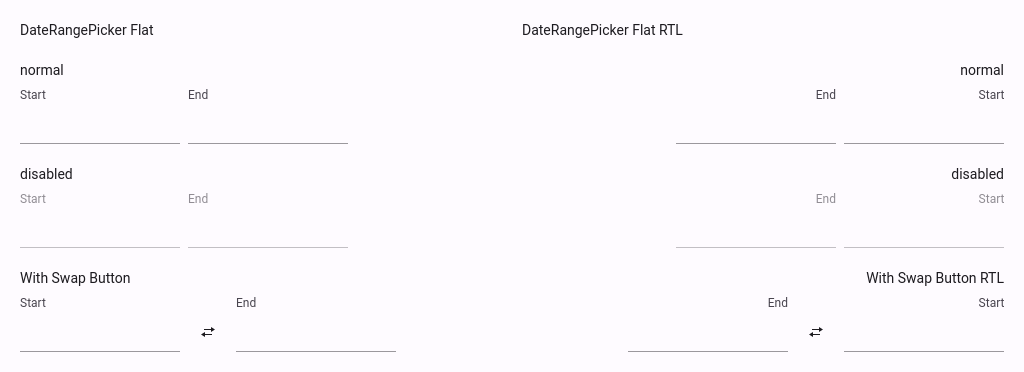 DateRangePicker Flat
normal
Start End
disabled
Start End
With Swap Button
Start End
DateRangePicker Flat RTL
normal
End Start
disabled
End Start
With Swap Button RTL
End Start